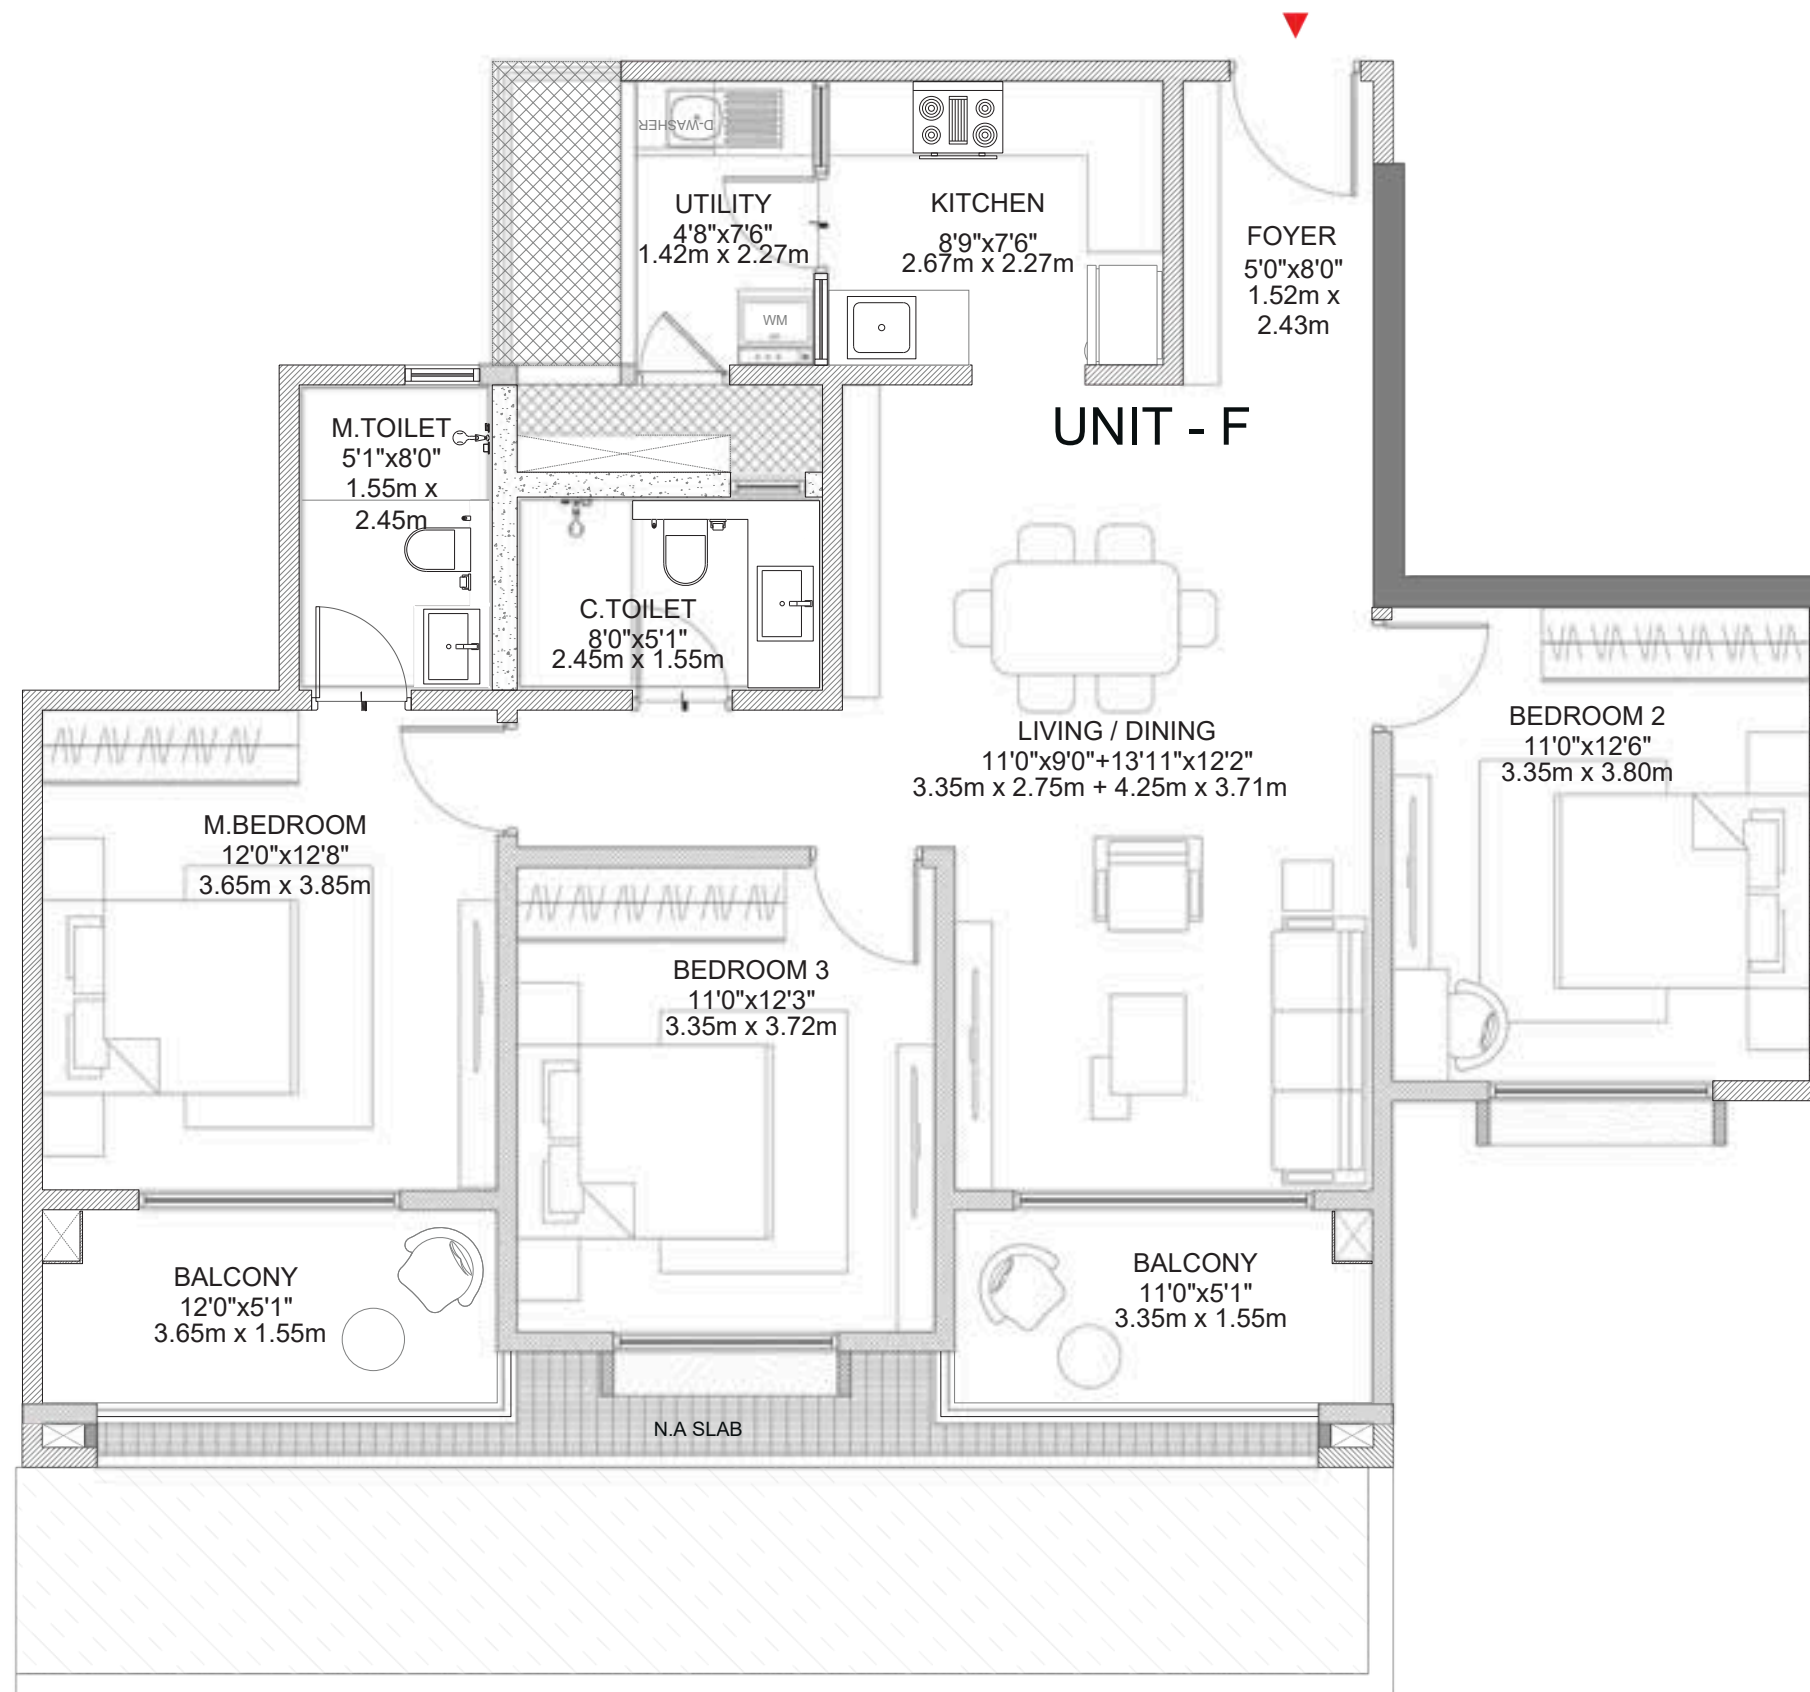 D-WASHER
UTILITY
4'8"x7'6"
1.42m x 2.27m
WM
KITCHEN
8'9"x7'6"
2.67m x 2.27m
FOYER
5'0"x8'0"
1.52m x
2.43m
UNIT - F
M.TOILET
5'1"x8'0"
1.55m x
2.45m
C.TOILET
8'0"x5'1"
2.45m x 1.55m
LIVING / DINING
11'0"x9'0"+13'11"x12'2"
3.35m x 2.75m + 4.25m x 3.71m
BEDROOM 2
11'0"x12'6"
3.35m x 3.80m
M.BEDROOM
12'0"x12'8"
3.65m x 3.85m
BEDROOM 3
11'0"x12'3"
3.35m x 3.72m
BALCONY
12'0"x5'1"
3.65m x 1.55m
BALCONY
11'0"x5'1"
3.35m x 1.55m
N.A SLAB